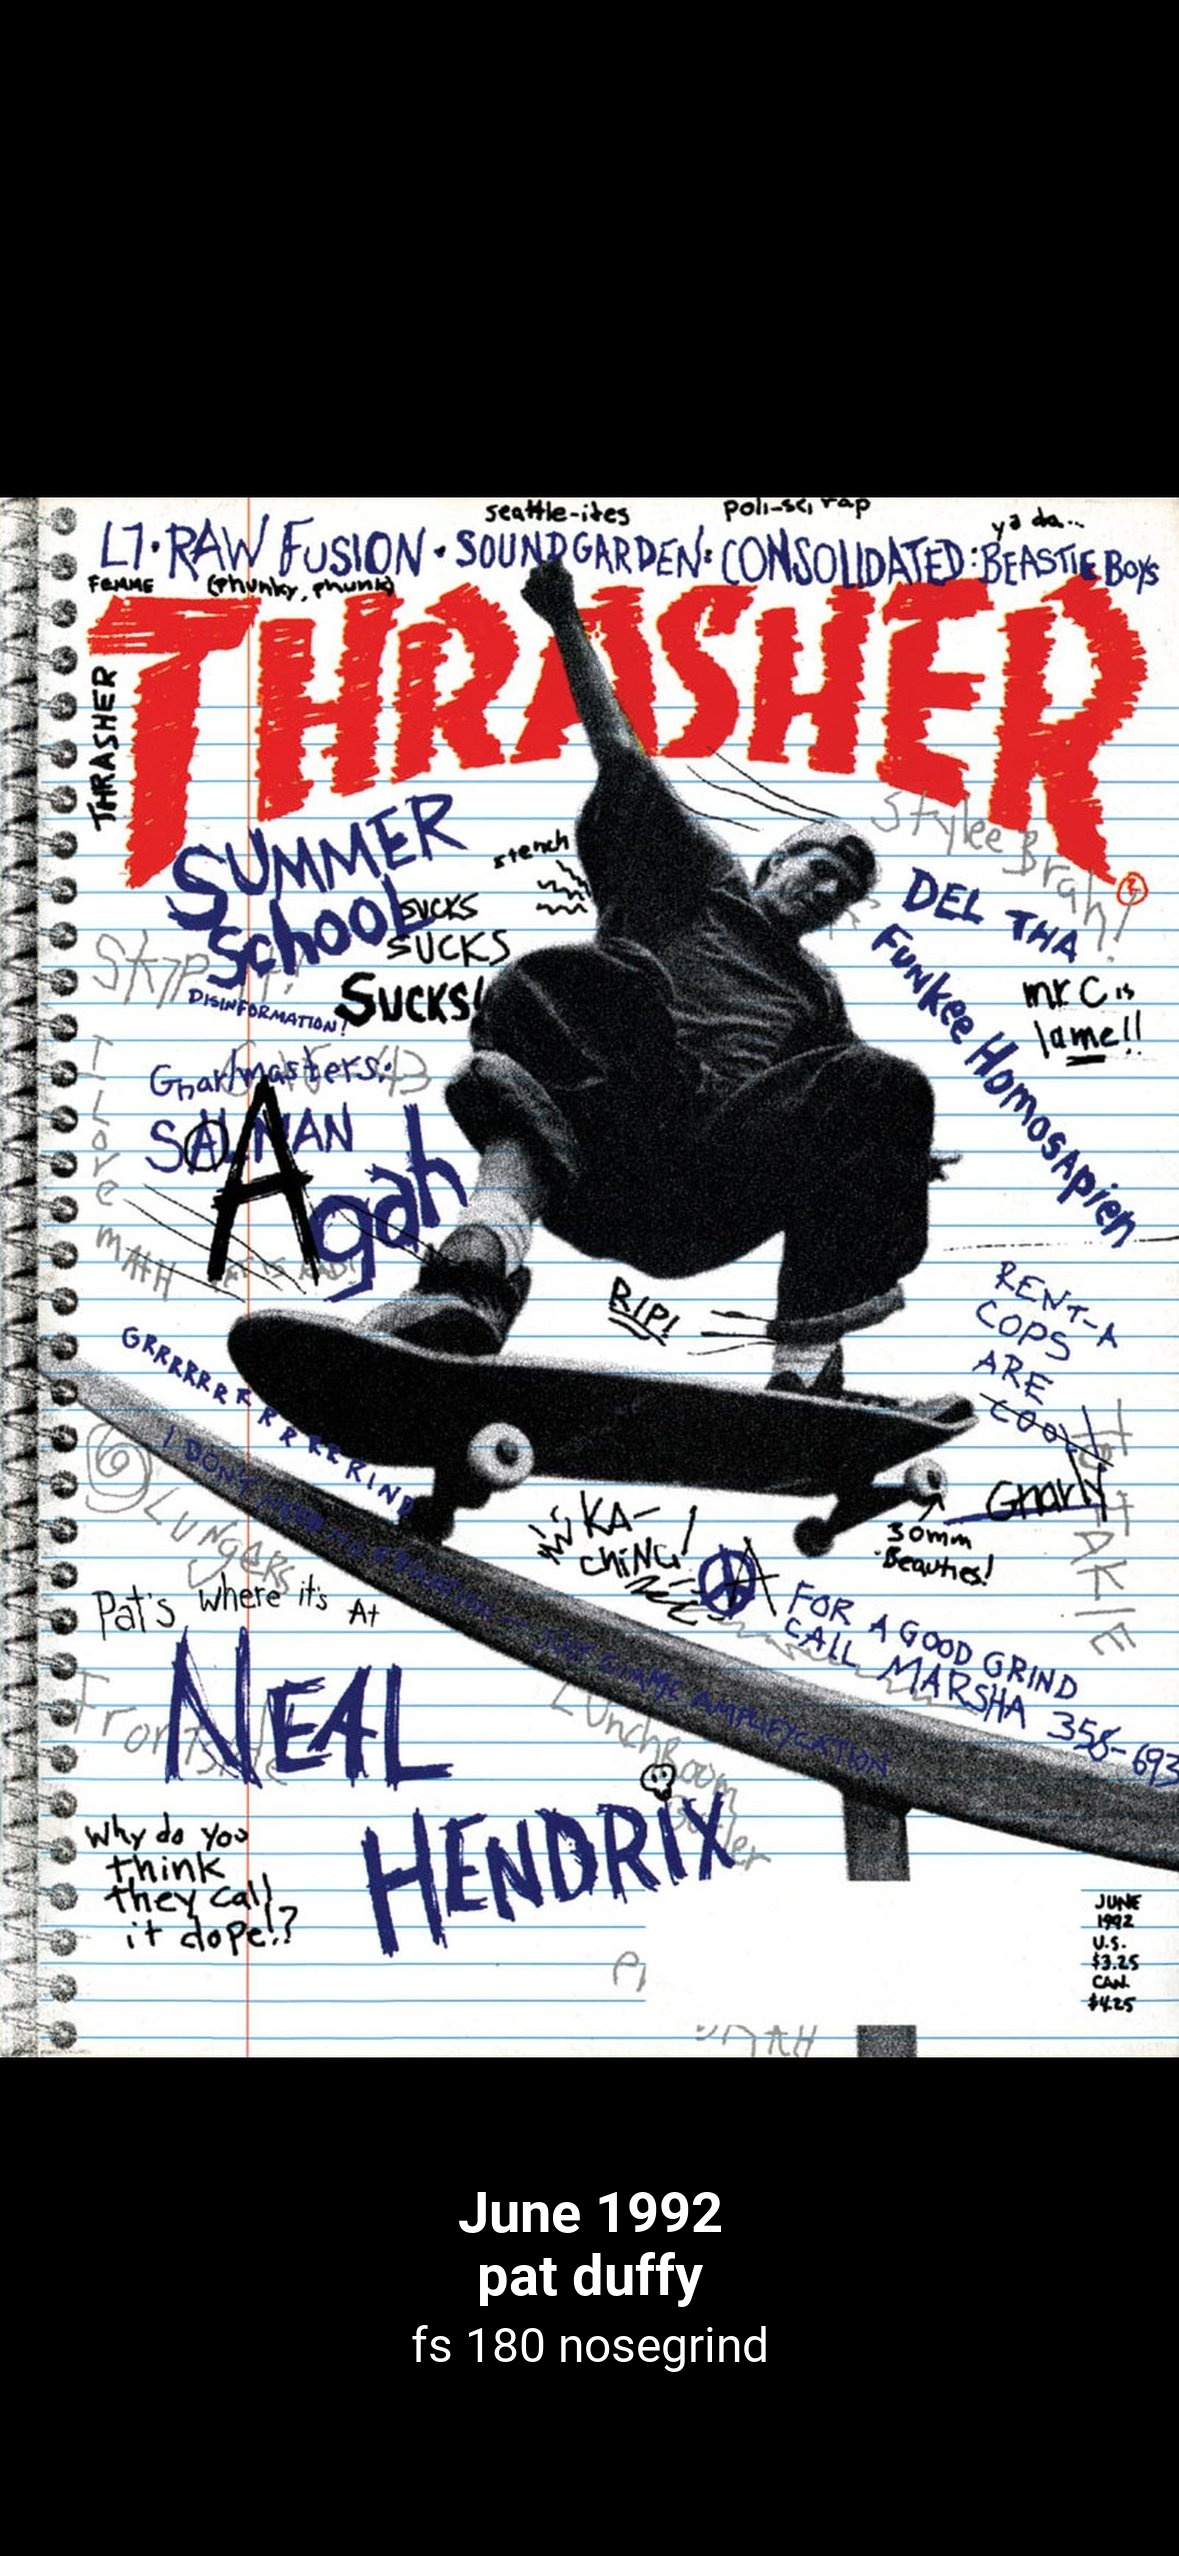 seattle-ites
poli-sci rap
ya da...
L7 · RAW FUSION · SOUNDGARDEN : CONSOLIDATED : BEASTIE BOYS
FEMME
(phunky, phunk)
THRASHER
THRASHER
Stylee Brah!
SUMMER
School
SUCKS
SUCKS
SUCKS!
DISINFORMATION!
stench
DEL THA
FUNKee HomosApien
mr. C is
lame!!
Gnarlmasters:
SALMAN
Agah
I Love mATH
RIP!
RENT-A
COPS
ARE
COOL
Gnarly
GRRRRRRRRRRRRIND
I DON'T NEED NO EDUCATION -- JUST GIMME AMPLIFYCATION
KA-
CHiNG!
30mm
Beauties!
to FAKIE
LUNgERS
FOR A GOOD GRIND
CALL MARSHA 358-693
Pat's where it's At
Frontside
NEAL
HENDRIX
LUnchRoom
Why do you
think
they call
it dope!?
JUNE
1992
U.S.
$3.25
CAN.
$4.25
June 1992
pat duffy
fs 180 nosegrind